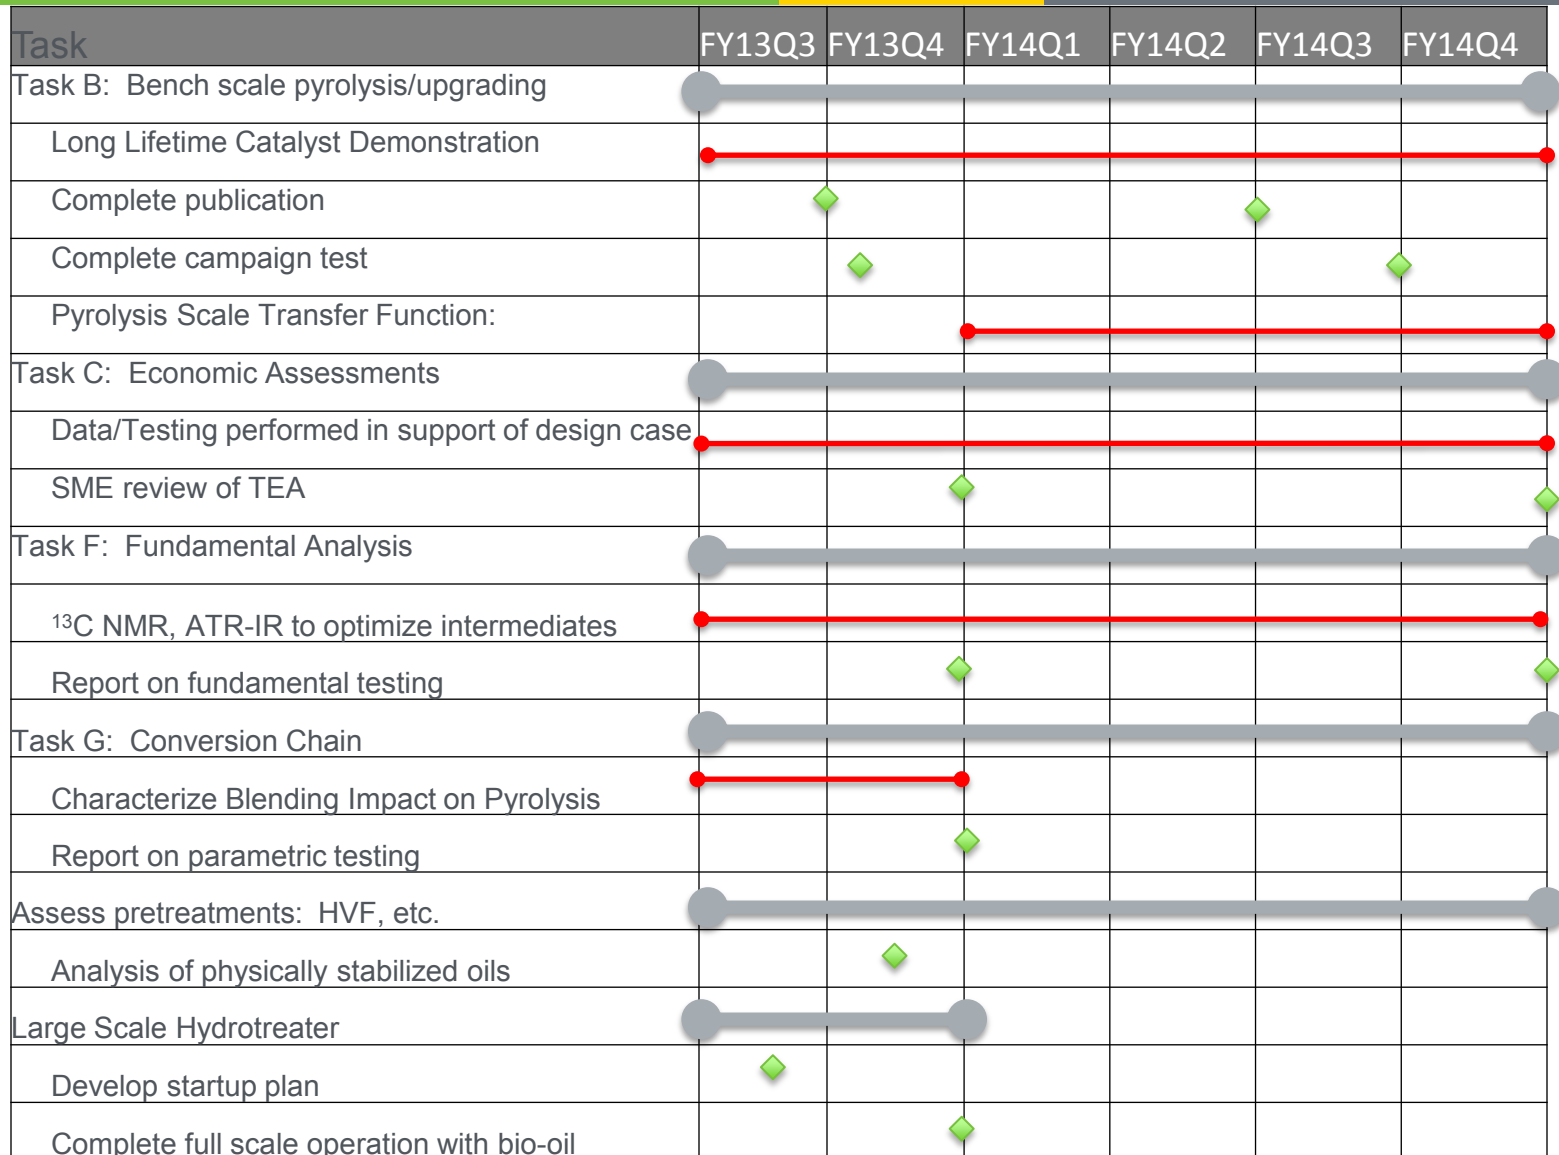 Task FY13Q3 FY13Q4 FY14Q1 FY14Q2 FY14Q3 FY14Q4
Task B:  Bench scale pyrolysis/upgrading
Long Lifetime Catalyst Demonstration
Complete publication
Complete campaign test
Pyrolysis Scale Transfer Function:
Task C:  Economic Assessments
Data/Testing performed in support of design case
SME review of TEA
Task F:  Fundamental Analysis
¹³C NMR, ATR-IR to optimize intermediates
Report on fundamental testing
Task G:  Conversion Chain
Characterize Blending Impact on Pyrolysis
Report on parametric testing
Assess pretreatments:  HVF, etc.
Analysis of physically stabilized oils
Large Scale Hydrotreater
Develop startup plan
Complete full scale operation with bio-oil